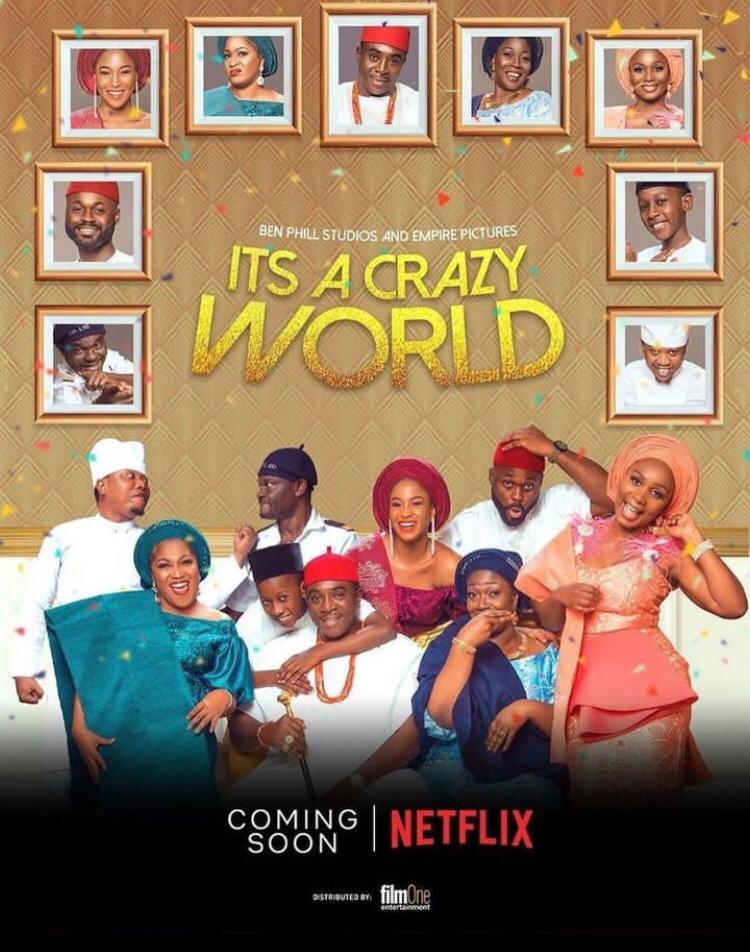 BEN PHILL STUDIOS AND EMPIRE PICTURES
ITS A CRAZY
WORLD
COMING
SOON
NETFLIX
DISTRIBUTED BY:
filmOne
entertainment